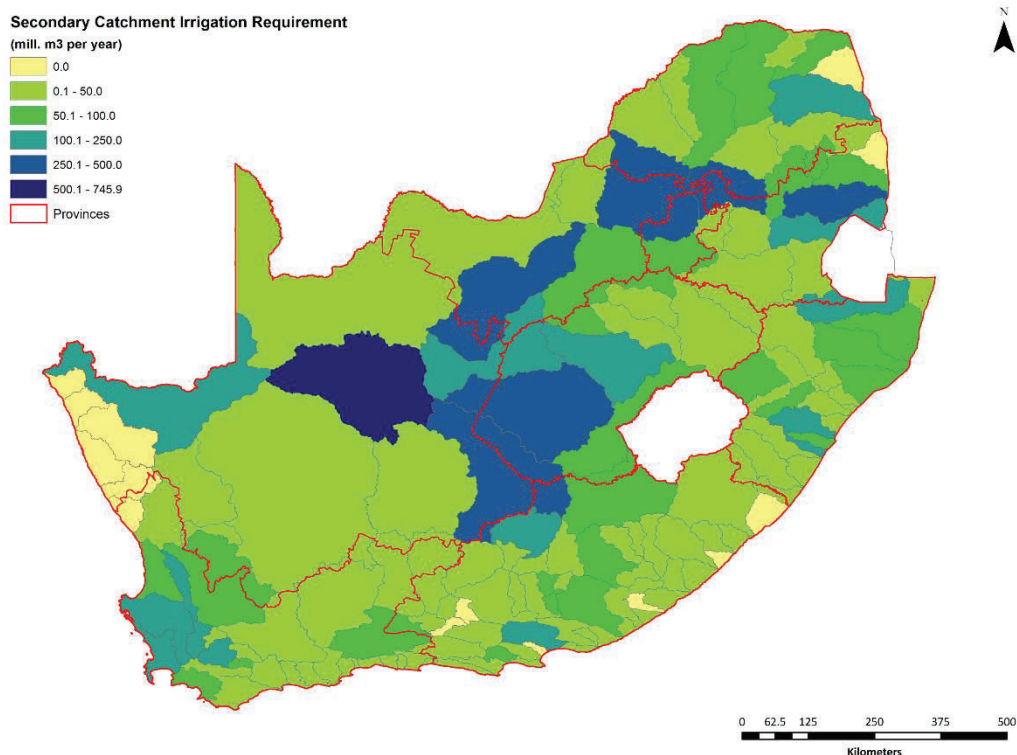 Secondary Catchment Irrigation Requirement
(mill. m3 per year)
0.0
0.1 - 50.0
50.1 - 100.0
100.1 - 250.0
250.1 - 500.0
500.1 - 745.9
Provinces
N
0 62.5 125 250 375 500
Kilometers